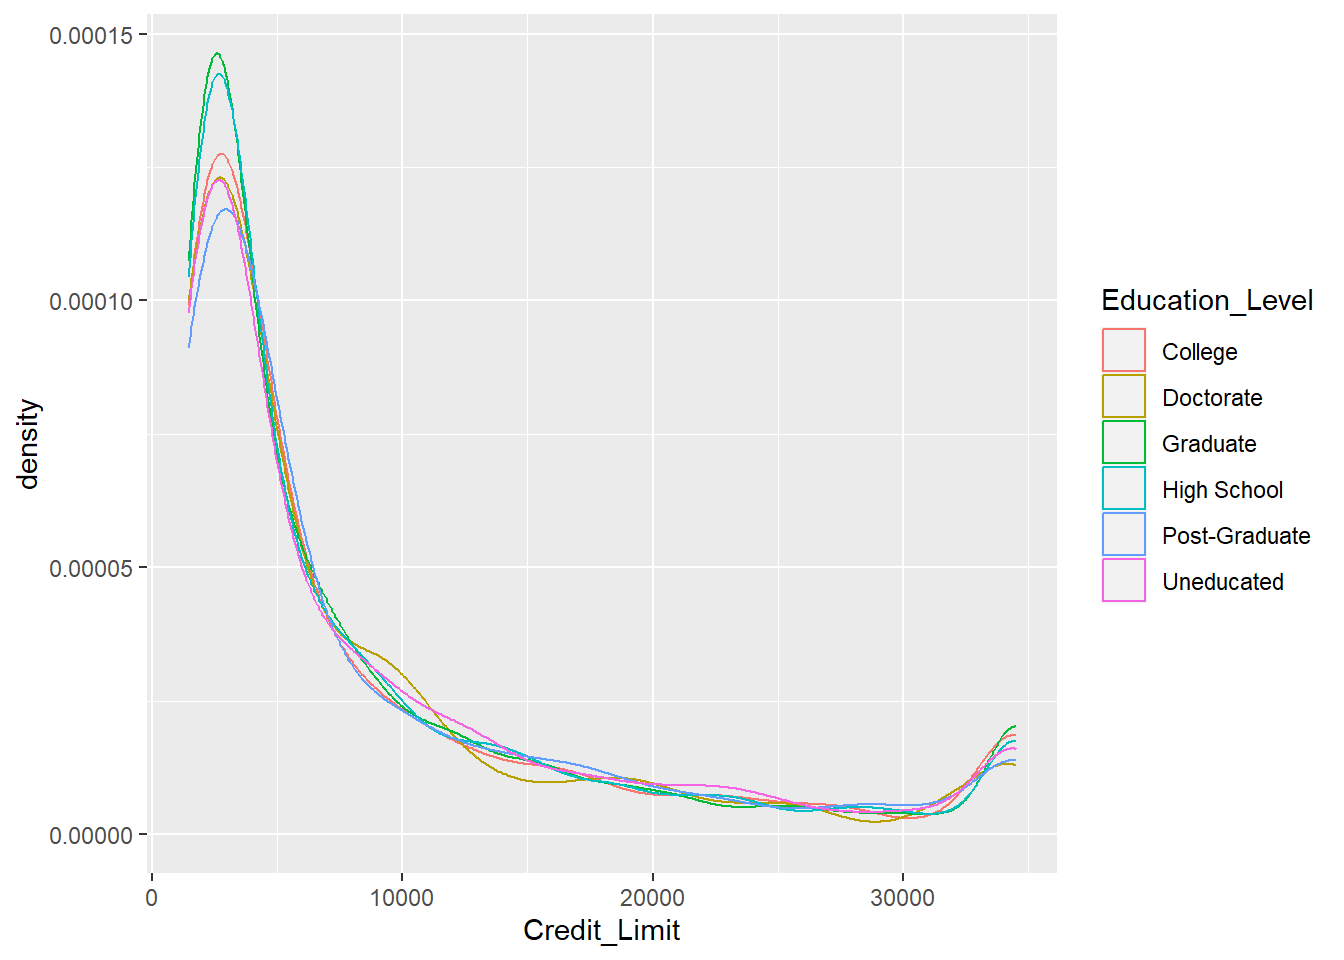 0.00015
0.00010
0.00005
0.00000
density
0 10000 20000 30000
Credit_Limit
Education_Level
College
Doctorate
Graduate
High School
Post-Graduate
Uneducated